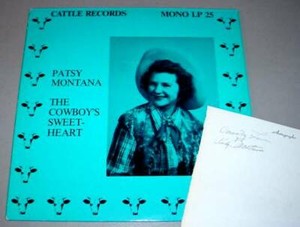 CATTLE RECORDS MONO LP 25
PATSY
MONTANA
THE
COWBOY'S
SWEET-
HEART